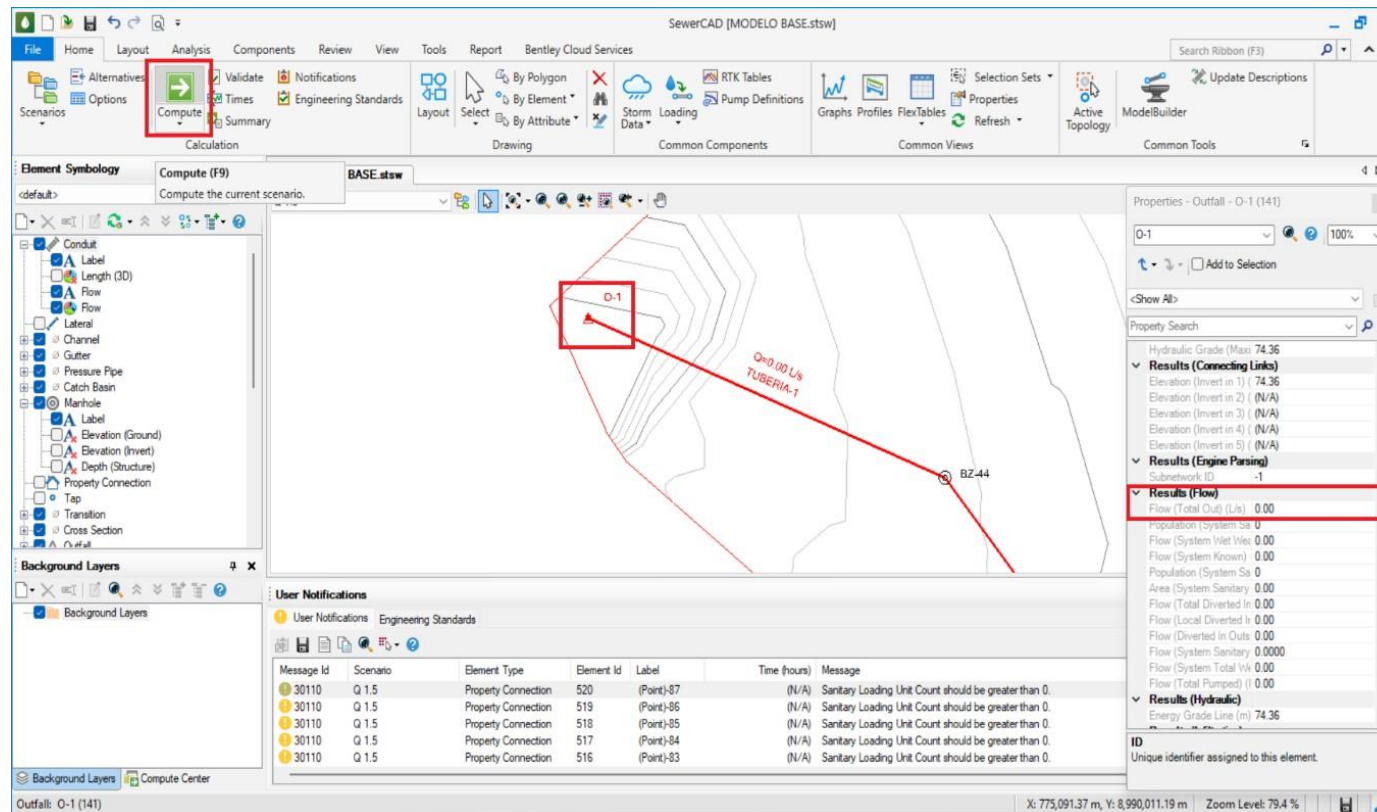 SewerCAD [MODELO BASE.stsw]
File Home Layout Analysis Components Review View Tools Report Bentley Cloud Services Search Ribbon (F3)
Scenarios
Alternatives
Options
Compute
Validate
Times
Summary
Notifications
Engineering Standards
Calculation
Layout
Select
By Polygon
By Element
By Attribute
Drawing
Storm Data
Loading
RTK Tables
Pump Definitions
Common Components
Graphs Profiles FlexTables
Selection Sets
Properties
Refresh
Common Views
Active Topology
ModelBuilder
Update Descriptions
Common Tools
Compute (F9)
Compute the current scenario.
BASE.stsw
Element Symbology
<default>
Conduit
Label
Length (3D)
Flow
Flow
Lateral
Channel
Gutter
Pressure Pipe
Catch Basin
Manhole
Label
Elevation (Ground)
Elevation (Invert)
Depth (Structure)
Property Connection
Tap
Transition
Cross Section
Outfall
Background Layers
Background Layers
Background Layers Compute Center
O-1
Q=0.00 L/s
TUBERIA-1
BZ-44
User Notifications
User Notifications Engineering Standards
Message Id Scenario Element Type Element Id Label Time (hours) Message
30110 Q 1.5 Property Connection 520 (Point)-87 (N/A) Sanitary Loading Unit Count should be greater than 0.
30110 Q 1.5 Property Connection 519 (Point)-86 (N/A) Sanitary Loading Unit Count should be greater than 0.
30110 Q 1.5 Property Connection 518 (Point)-85 (N/A) Sanitary Loading Unit Count should be greater than 0.
30110 Q 1.5 Property Connection 517 (Point)-84 (N/A) Sanitary Loading Unit Count should be greater than 0.
30110 Q 1.5 Property Connection 516 (Point)-83 (N/A) Sanitary Loading Unit Count should be greater than 0.
Properties - Outfall - O-1 (141)
O-1 100%
Add to Selection
<Show All>
Property Search
Hydraulic Grade (Maxi 74.36
Results (Connecting Links)
Elevation (Invert in 1) ( 74.36
Elevation (Invert in 2) ( (N/A)
Elevation (Invert in 3) ( (N/A)
Elevation (Invert in 4) ( (N/A)
Elevation (Invert in 5) ( (N/A)
Results (Engine Parsing)
Subnetwork ID -1
Results (Flow)
Flow (Total Out) (L/s) 0.00
Population (System Sa 0
Flow (System Wet Wea 0.00
Flow (System Known) 0.00
Population (System Sa 0
Area (System Sanitary 0.00
Flow (Total Diverted In 0.00
Flow (Local Diverted Ir 0.00
Flow (Diverted In Outs 0.00
Flow (System Sanitary 0.0000
Flow (System Total We 0.00
Flow (Total Pumped) (l 0.00
Results (Hydraulic)
Energy Grade Line (m) 74.36
ID
Unique identifier assigned to this element.
Outfall: O-1 (141) X: 775,091.37 m, Y: 8,990,011.19 m Zoom Level: 79.4 %